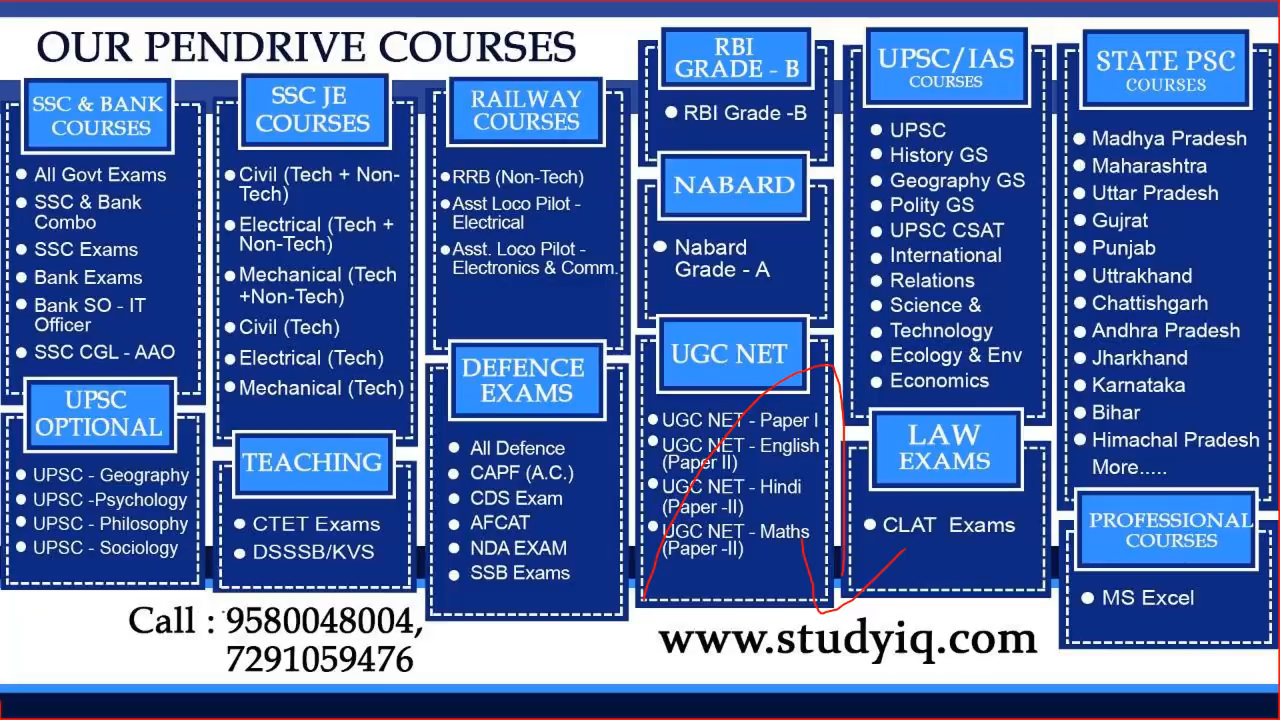 OUR PENDRIVE COURSES
SSC & BANK
COURSES
All Govt Exams
SSC & Bank
Combo
SSC Exams
Bank Exams
Bank SO - IT
Officer
SSC CGL - AAO
UPSC
OPTIONAL
UPSC - Geography
UPSC -Psychology
UPSC - Philosophy
UPSC - Sociology
SSC JE
COURSES
Civil (Tech + Non-
Tech)
Electrical (Tech +
Non-Tech)
Mechanical (Tech
+Non-Tech)
Civil (Tech)
Electrical (Tech)
Mechanical (Tech)
TEACHING
CTET Exams
DSSSB/KVS
RAILWAY
COURSES
RRB (Non-Tech)
Asst Loco Pilot -
Electrical
Asst. Loco Pilot -
Electronics & Comm.
DEFENCE
EXAMS
All Defence
CAPF (A.C.)
CDS Exam
AFCAT
NDA EXAM
SSB Exams
RBI
GRADE - B
RBI Grade -B
NABARD
Nabard
Grade - A
UGC NET
UGC NET - Paper I
UGC NET - English
(Paper II)
UGC NET - Hindi
(Paper -II)
UGC NET - Maths
(Paper -II)
UPSC/IAS
COURSES
UPSC
History GS
Geography GS
Polity GS
UPSC CSAT
International
Relations
Science &
Technology
Ecology & Env
Economics
LAW
EXAMS
CLAT Exams
STATE PSC
COURSES
Madhya Pradesh
Maharashtra
Uttar Pradesh
Gujrat
Punjab
Uttrakhand
Chattishgarh
Andhra Pradesh
Jharkhand
Karnataka
Bihar
Himachal Pradesh
More.....
PROFESSIONAL
COURSES
MS Excel
Call : 9580048004,
7291059476
www.studyiq.com